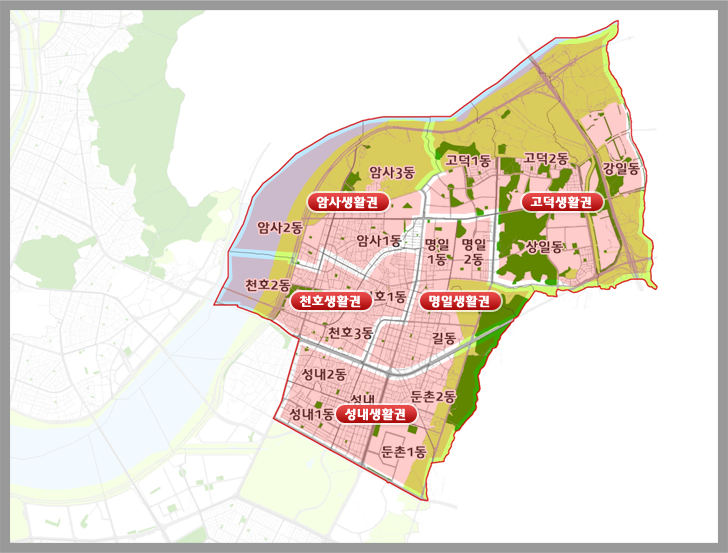 고덕1동
고덕2동
암사3동
강일동
암사생활권
고덕생활권
암사2동
암사1동
명일
1동
명일
2동
상일동
천호2동
천호생활권
호1동
명일생활권
천호3동
길동
성내2동
둔촌2동
성내
성내1동
성내생활권
둔촌1동